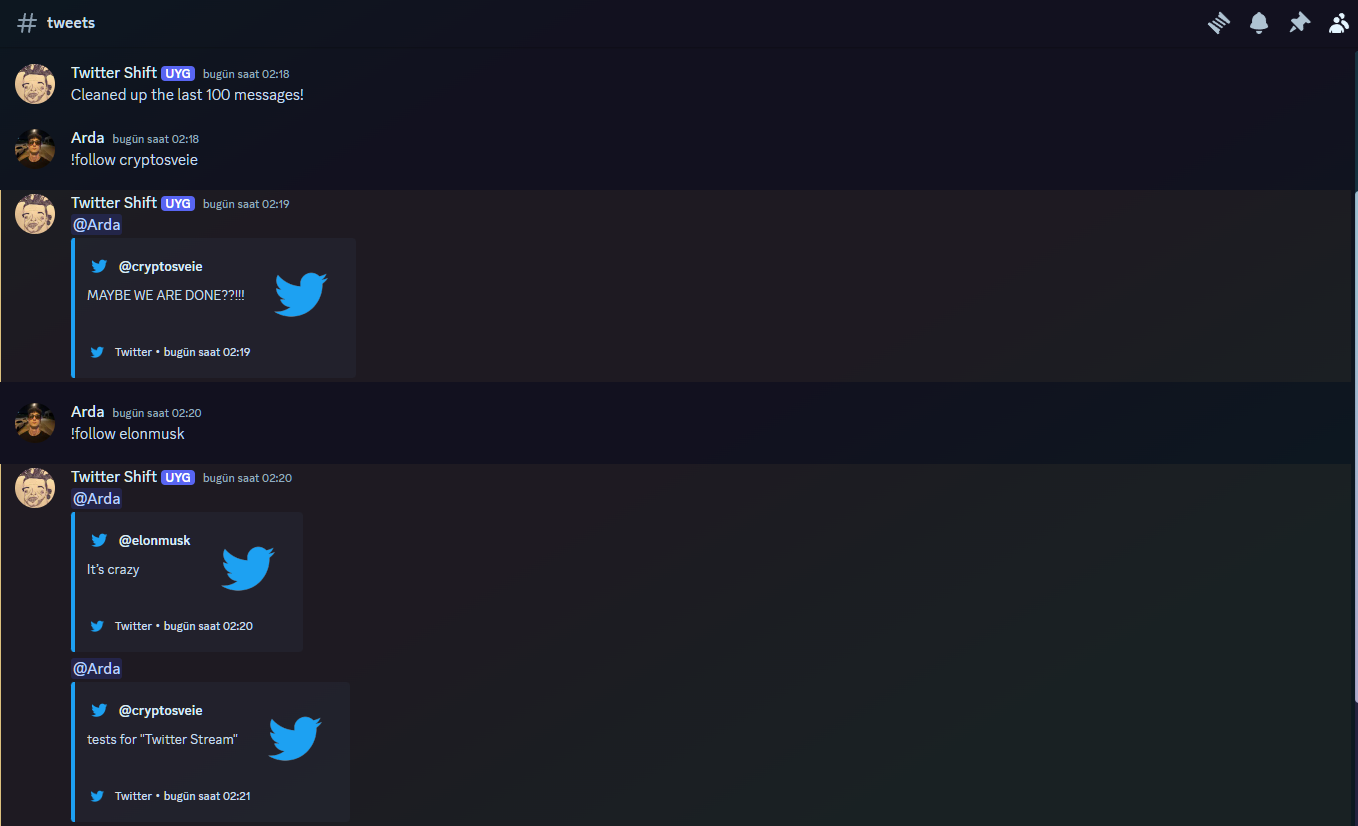 # tweets
Twitter Shift UYG bugün saat 02:18
Cleaned up the last 100 messages!
Arda bugün saat 02:18
!follow cryptosveie
Twitter Shift UYG bugün saat 02:19
@Arda
@cryptosveie
MAYBE WE ARE DONE??!!!
Twitter • bugün saat 02:19
Arda bugün saat 02:20
!follow elonmusk
Twitter Shift UYG bugün saat 02:20
@Arda
@elonmusk
It's crazy
Twitter • bugün saat 02:20
@Arda
@cryptosveie
tests for "Twitter Stream"
Twitter • bugün saat 02:21